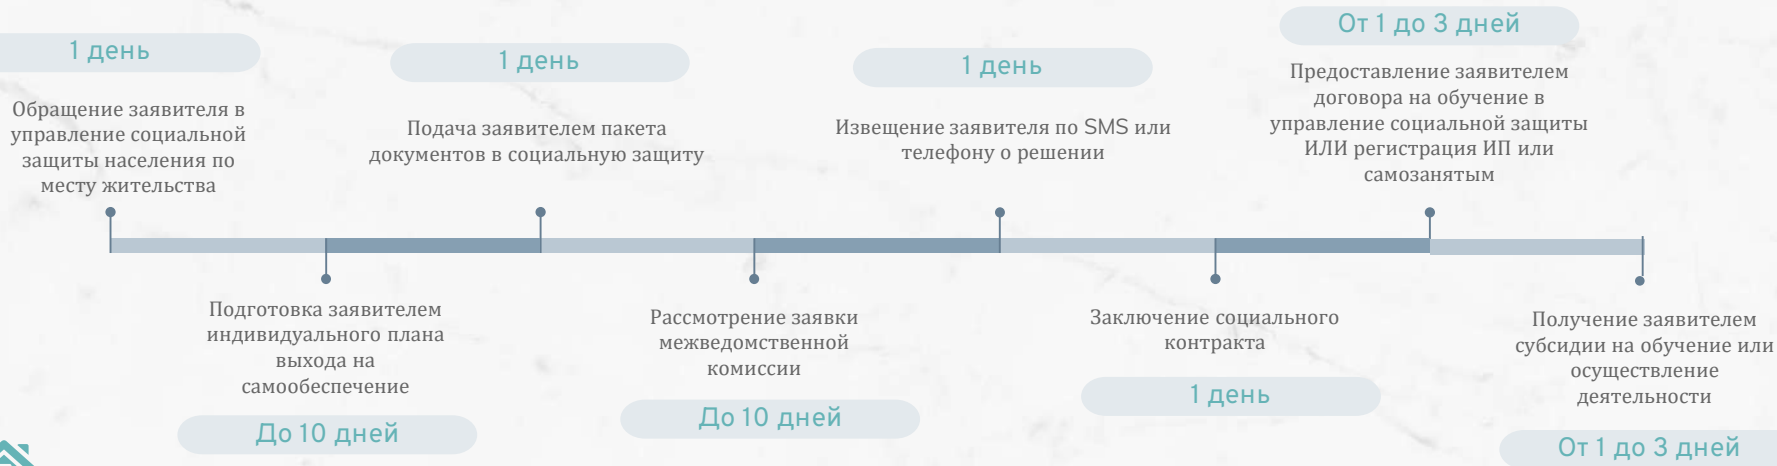 1 день
Обращение заявителя в
управление социальной
защиты населения по
месту жительства
Подготовка заявителем
индивидуального плана
выхода на
самообеспечение
До 10 дней
1 день
Подача заявителем пакета
документов в социальную защиту
Рассмотрение заявки
межведомственной
комиссии
До 10 дней
1 день
Извещение заявителя по SMS или
телефону о решении
Заключение социального
контракта
1 день
От 1 до 3 дней
Предоставление заявителем
договора на обучение в
управление социальной защиты
ИЛИ регистрация ИП или
самозанятым
Получение заявителем
субсидии на обучение или
осуществление
деятельности
От 1 до 3 дней